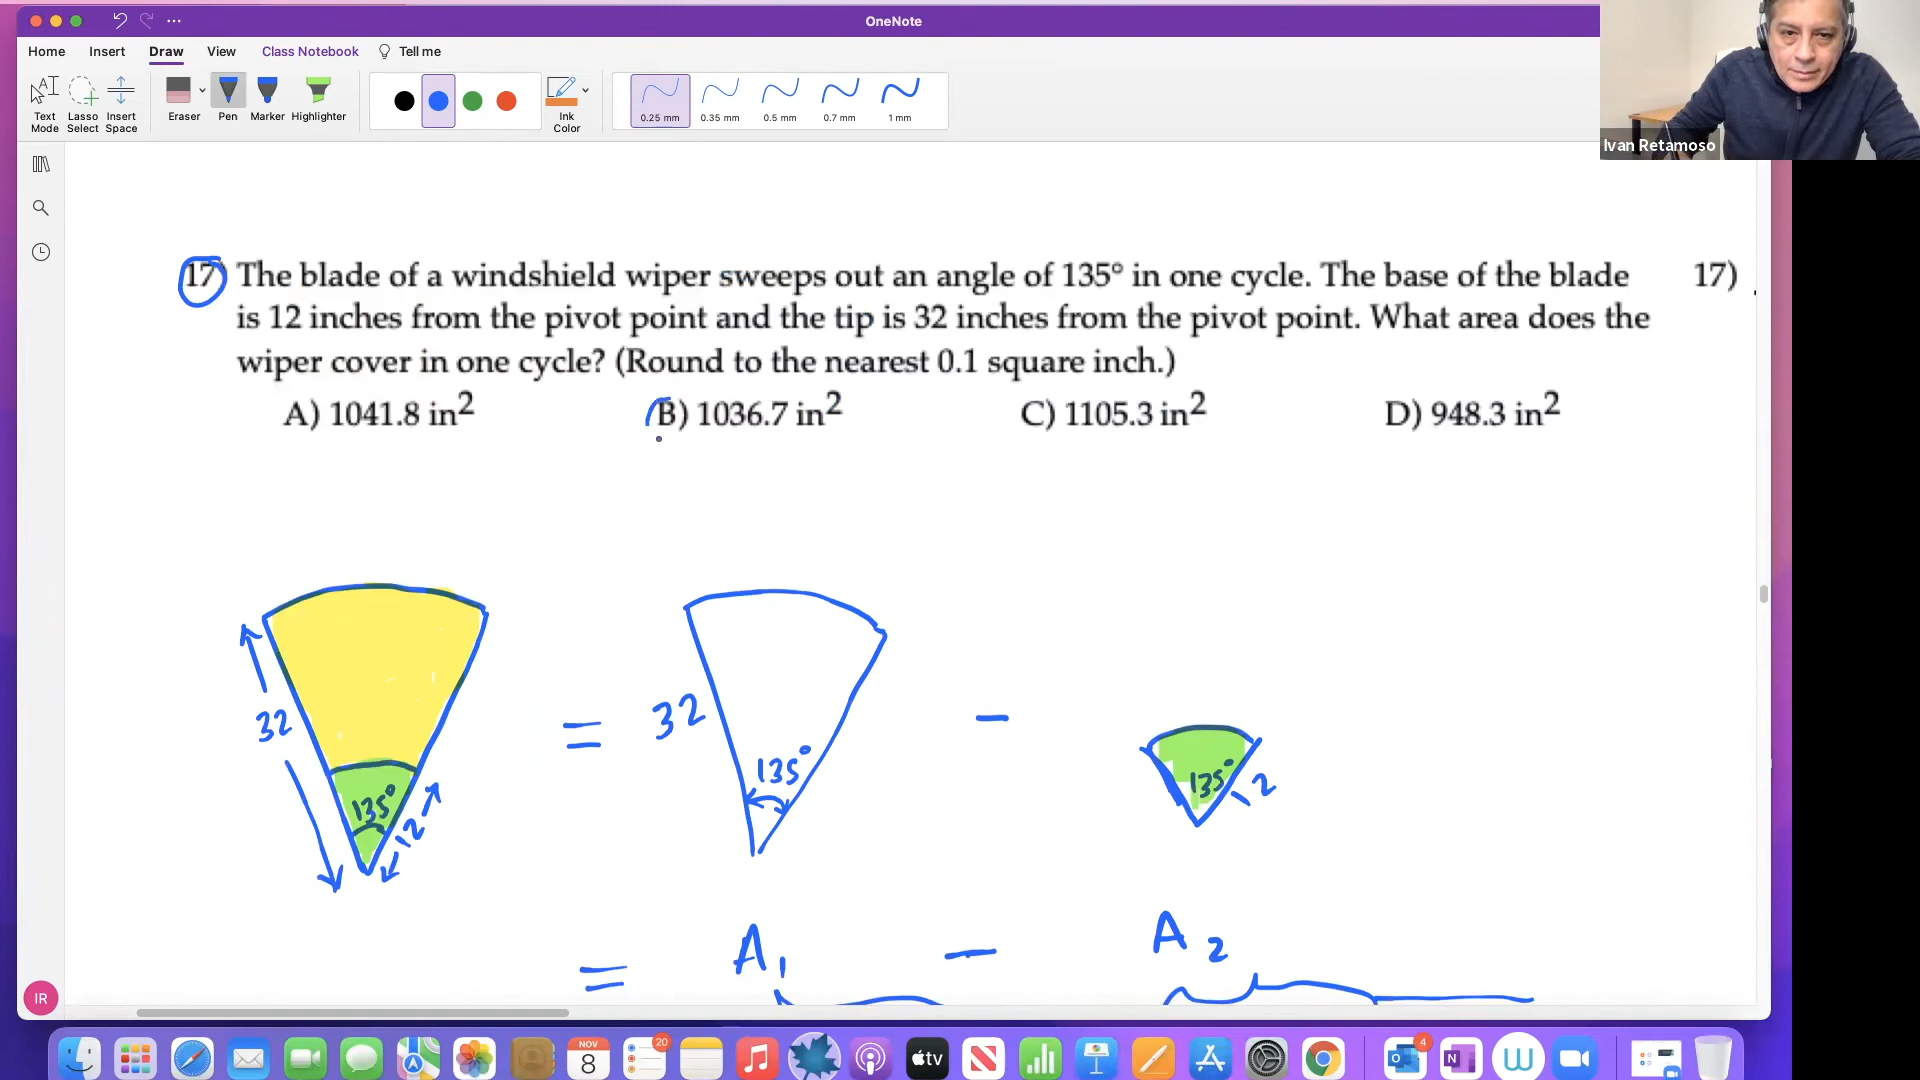 OneNote
Home Insert Draw View Class Notebook Tell me
Text Mode Lasso Select Insert Space Eraser Pen Marker Highlighter Ink Color 0.25 mm 0.35 mm 0.5 mm 0.7 mm 1 mm
Ivan Retamoso
17) The blade of a windshield wiper sweeps out an angle of 135° in one cycle. The base of the blade 17)
is 12 inches from the pivot point and the tip is 32 inches from the pivot point. What area does the
wiper cover in one cycle? (Round to the nearest 0.1 square inch.)
A) 1041.8 in² B) 1036.7 in² C) 1105.3 in² D) 948.3 in²
32 135° 12 = 32 135° - 135° 12
= A₁ - A₂
IR
NOV 8 20 tv 4